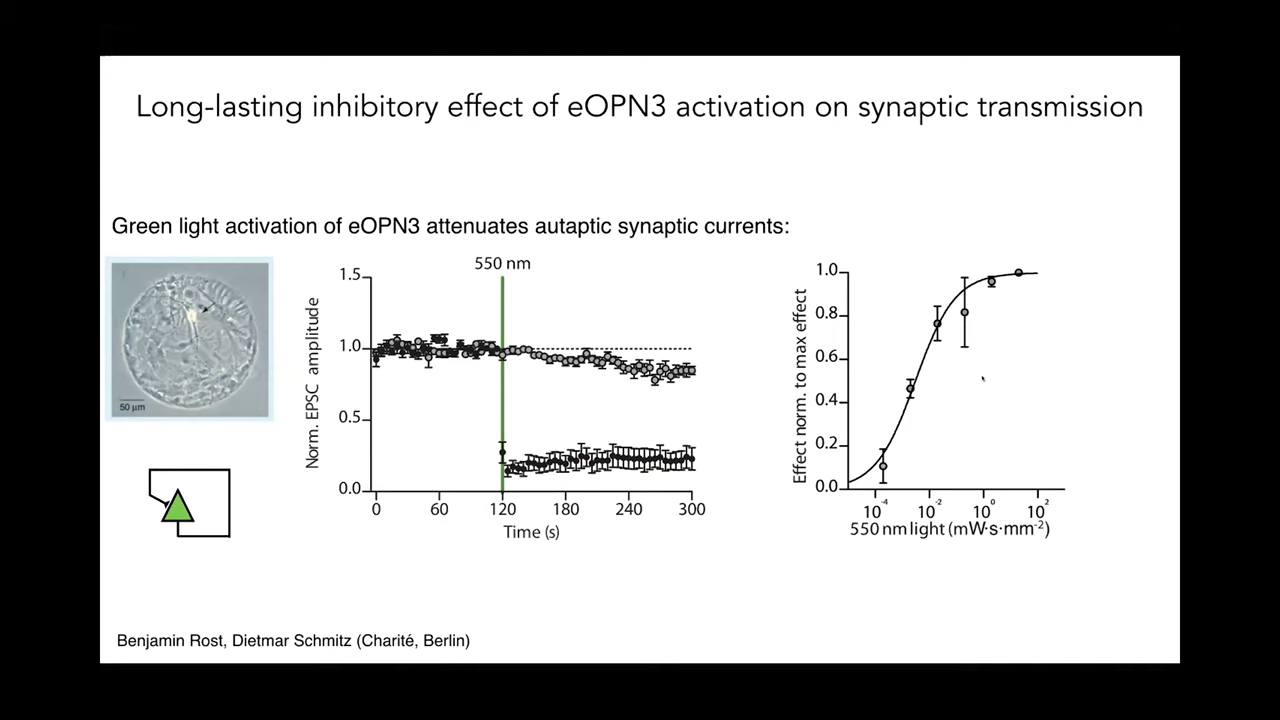 Long-lasting inhibitory effect of eOPN3 activation on synaptic transmission
Green light activation of eOPN3 attenuates autaptic synaptic currents:
50 µm
550 nm
Norm. EPSC amplitude
1.5
1.0
0.5
0.0
0 60 120 180 240 300
Time (s)
Effect norm. to max effect
1.0
0.8
0.6
0.4
0.2
0.0
10⁻⁴ 10⁻² 10⁰ 10²
550 nm light (mW·s·mm⁻²)
Benjamin Rost, Dietmar Schmitz (Charité, Berlin)